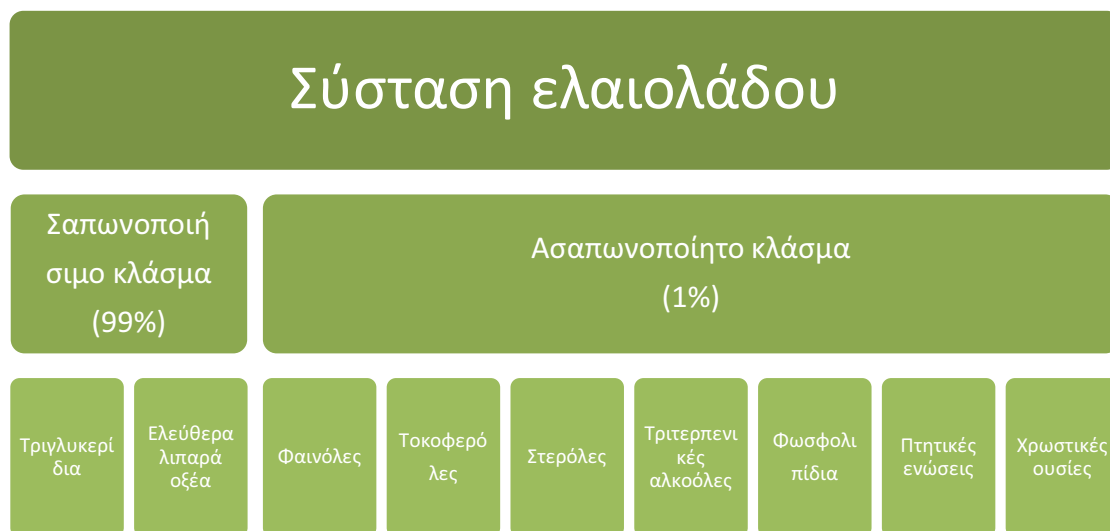 Σύσταση ελαιολάδου
Σαπωνοποιή
σιμο κλάσμα
(99%)
Ασαπωνοποίητο κλάσμα
(1%)
Τριγλυκερί
δια
Ελεύθερα
λιπαρά
οξέα
Φαινόλες
Τοκοφερό
λες
Στερόλες
Τριτερπενι
κές
αλκοόλες
Φωσφολι
πίδια
Πτητικές
ενώσεις
Χρωστικές
ουσίες